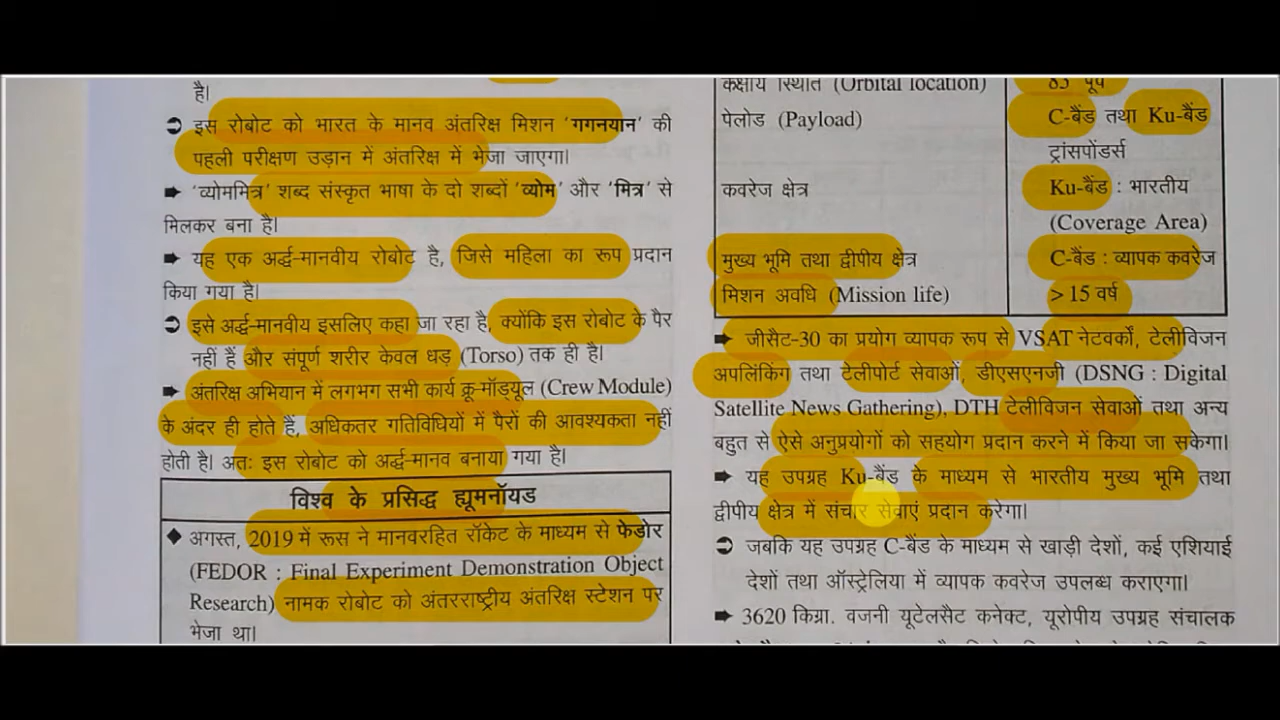 है।
➲ इस रोबोट को भारत के मानव अंतरिक्ष मिशन 'गगनयान' की
पहली परीक्षण उड़ान में अंतरिक्ष में भेजा जाएगा।
➡ 'व्योममित्र' शब्द संस्कृत भाषा के दो शब्दों 'व्योम' और 'मित्र' से
मिलकर बना है।
➡ यह एक अर्द्ध-मानवीय रोबोट है, जिसे महिला का रूप प्रदान
किया गया है।
➲ इसे अर्द्ध-मानवीय इसलिए कहा जा रहा है, क्योंकि इस रोबोट के पैर
नहीं हैं और संपूर्ण शरीर केवल धड़ (Torso) तक ही है।
➡ अंतरिक्ष अभियान में लगभग सभी कार्य क्रू-मॉड्यूल (Crew Module)
के अंदर ही होते हैं, अधिकतर गतिविधियों में पैरों की आवश्यकता नहीं
होती है। अतः इस रोबोट को अर्द्ध-मानव बनाया गया है।
विश्व के प्रसिद्ध ह्यूमनॉयड
◆ अगस्त, 2019 में रूस ने मानवरहित रॉकेट के माध्यम से फेडोर
(FEDOR : Final Experiment Demonstration Object
Research) नामक रोबोट को अंतरराष्ट्रीय अंतरिक्ष स्टेशन पर
भेजा था।
कक्षीय स्थिति (Orbital location) 83° पूर्व
पेलोड (Payload) C-बैंड तथा Ku-बैंड
ट्रांसपोंडर्स
कवरेज क्षेत्र Ku-बैंड : भारतीय
(Coverage Area)
मुख्य भूमि तथा द्वीपीय क्षेत्र C-बैंड : व्यापक कवरेज
मिशन अवधि (Mission life) > 15 वर्ष
➡ जीसैट-30 का प्रयोग व्यापक रूप से VSAT नेटवर्कों, टेलीविजन
अपलिंकिंग तथा टेलीपोर्ट सेवाओं, डीएसएनजी (DSNG : Digital
Satellite News Gathering), DTH टेलीविजन सेवाओं तथा अन्य
बहुत से ऐसे अनुप्रयोगों को सहयोग प्रदान करने में किया जा सकेगा।
➡ यह उपग्रह Ku-बैंड के माध्यम से भारतीय मुख्य भूमि तथा
द्वीपीय क्षेत्र में संचार सेवाएं प्रदान करेगा।
➲ जबकि यह उपग्रह C-बैंड के माध्यम से खाड़ी देशों, कई एशियाई
देशों तथा ऑस्ट्रेलिया में व्यापक कवरेज उपलब्ध कराएगा।
➡ 3620 किग्रा. वजनी यूटेलसैट कनेक्ट, यूरोपीय उपग्रह संचालक